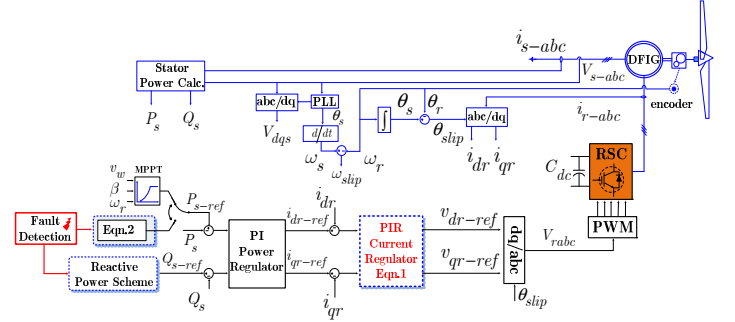 i_{s-abc}
V_{s-abc}
DFIG
Stator
Power Calc.
encoder
abc/dq
PLL
θ_s
θ_r
P_s
Q_s
θ_s
∫
abc/dq
i_{r-abc}
V_{dqs}
d/dt
θ_{slip}
ω_s
ω_{slip}
ω_r
i_{dr}
i_{qr}
RSC
C_{dc}
v_w
MPPT
β
ω_r
P_{s-ref}
i_{dr}
Fault
Detection
Eqn.2
P_s
PI
Power
Regulator
i_{dr-ref}
i_{qr-ref}
PIR
Current
Regulator
Eqn.1
v_{dr-ref}
v_{qr-ref}
dq/abc
V_{rabc}
PWM
Reactive
Power Scheme
Q_{s-ref}
Q_s
i_{qr}
θ_{slip}